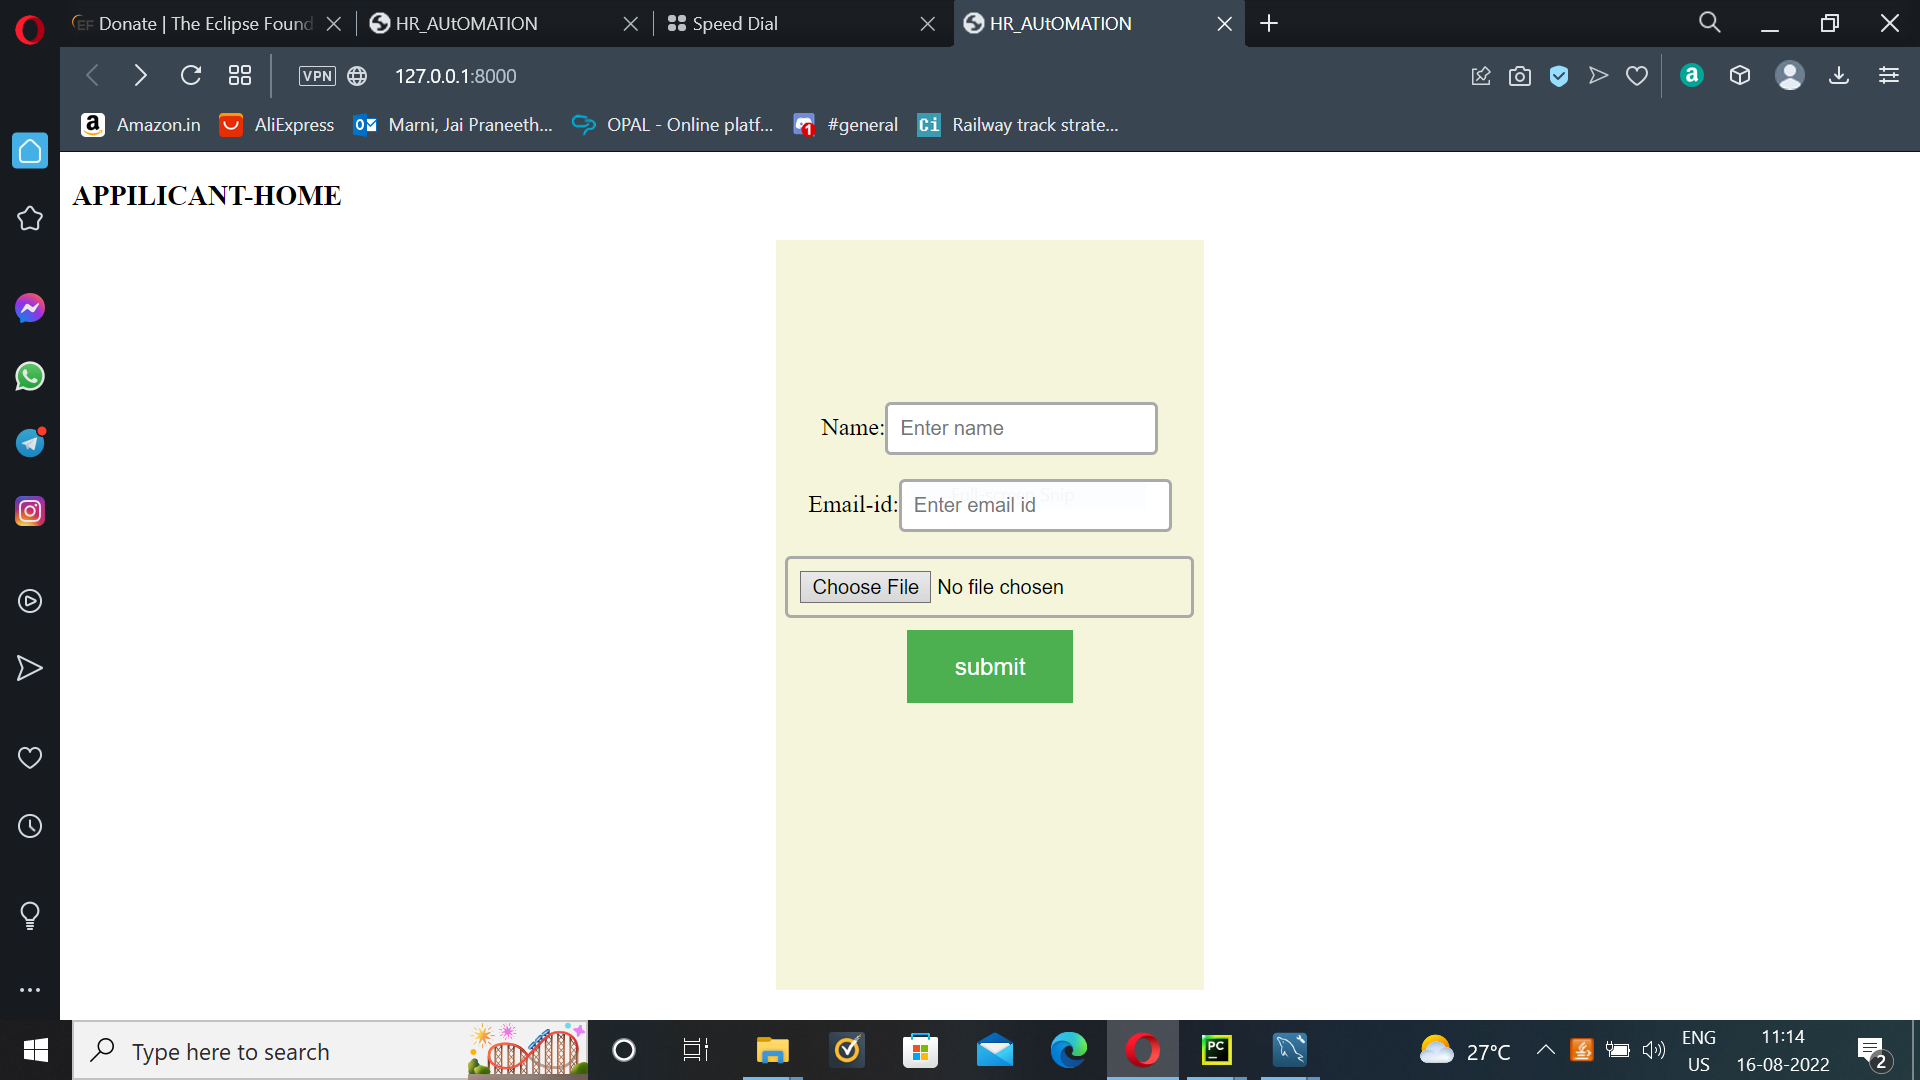 Donate | The Eclipse Found
HR_AUtOMATION
Speed Dial
HR_AUtOMATION
VPN
127.0.0.1:8000
Amazon.in
AliExpress
Marni, Jai Praneeth...
OPAL - Online platf...
#general
Railway track strate...
APPILICANT-HOME
Name:
Enter name
Email-id:
Enter email id
Choose File No file chosen
submit
Type here to search
PC
27°C
ENG
US
11:14
16-08-2022
2